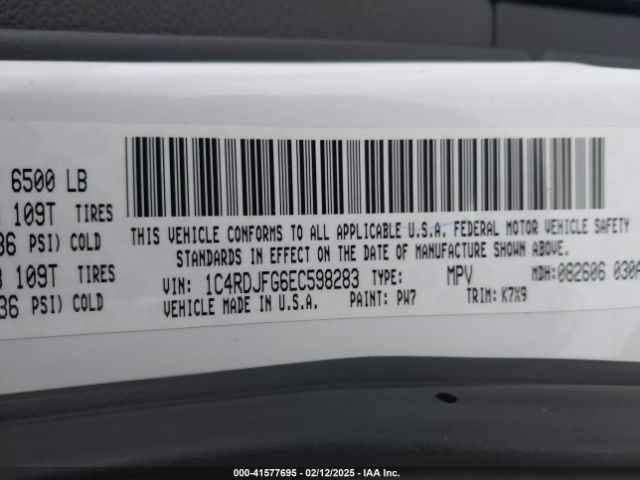 6500 LB
109T TIRES
36 PSI) COLD
109T TIRES
36 PSI) COLD
THIS VEHICLE CONFORMS TO ALL APPLICABLE U.S.A. FEDERAL MOTOR VEHICLE SAFETY
STANDARDS IN EFFECT ON THE DATE OF MANUFACTURE SHOWN ABOVE.
VIN: 1C4RDJFG6EC598283 TYPE: MPV MDH: 082606 030A
VEHICLE MADE IN U.S.A. PAINT: PW7 TRIM: K7X9
000-41577695 - 02/12/2025 - IAA Inc.